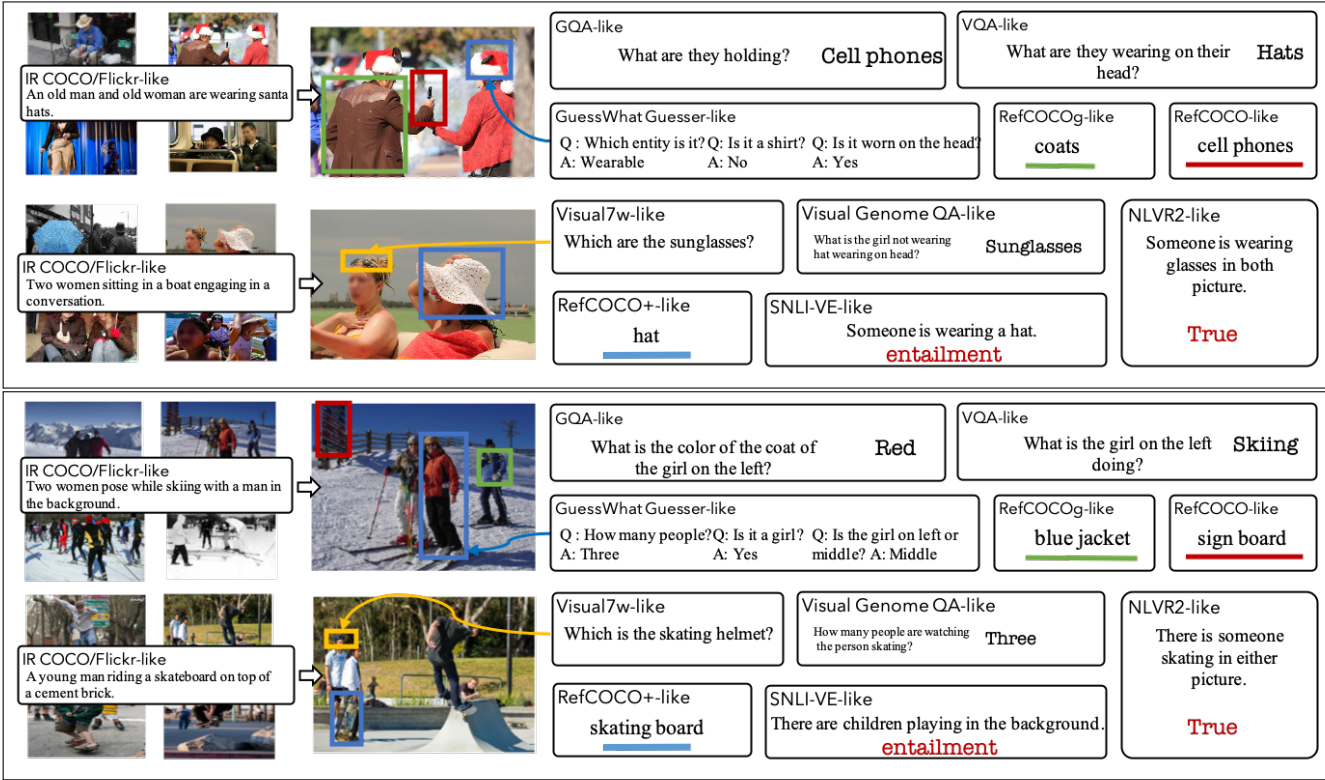 IR COCO/Flickr-like
An old man and old woman are wearing santa
hats.
GQA-like
What are they holding?
Cell phones
VQA-like
What are they wearing on their
head?
Hats
GuessWhat Guesser-like
Q : Which entity is it? Q: Is it a shirt? Q: Is it worn on the head?
A: Wearable A: No A: Yes
RefCOCOg-like
coats
RefCOCO-like
cell phones
IR COCO/Flickr-like
Two women sitting in a boat engaging in a
conversation.
Visual7w-like
Which are the sunglasses?
Visual Genome QA-like
What is the girl not wearing
hat wearing on head?
Sunglasses
NLVR2-like
Someone is wearing
glasses in both
picture.
True
RefCOCO+-like
hat
SNLI-VE-like
Someone is wearing a hat.
entailment
IR COCO/Flickr-like
Two women pose while skiing with a man in
the background.
GQA-like
What is the color of the coat of
the girl on the left?
Red
VQA-like
What is the girl on the left
doing?
Skiing
GuessWhat Guesser-like
Q : How many people? Q: Is it a girl? Q: Is the girl on left or
A: Three A: Yes middle? A: Middle
RefCOCOg-like
blue jacket
RefCOCO-like
sign board
IR COCO/Flickr-like
A young man riding a skateboard on top of
a cement brick.
Visual7w-like
Which is the skating helmet?
Visual Genome QA-like
How many people are watching
the person skating?
Three
NLVR2-like
There is someone
skating in either
picture.
True
RefCOCO+-like
skating board
SNLI-VE-like
There are children playing in the background.
entailment